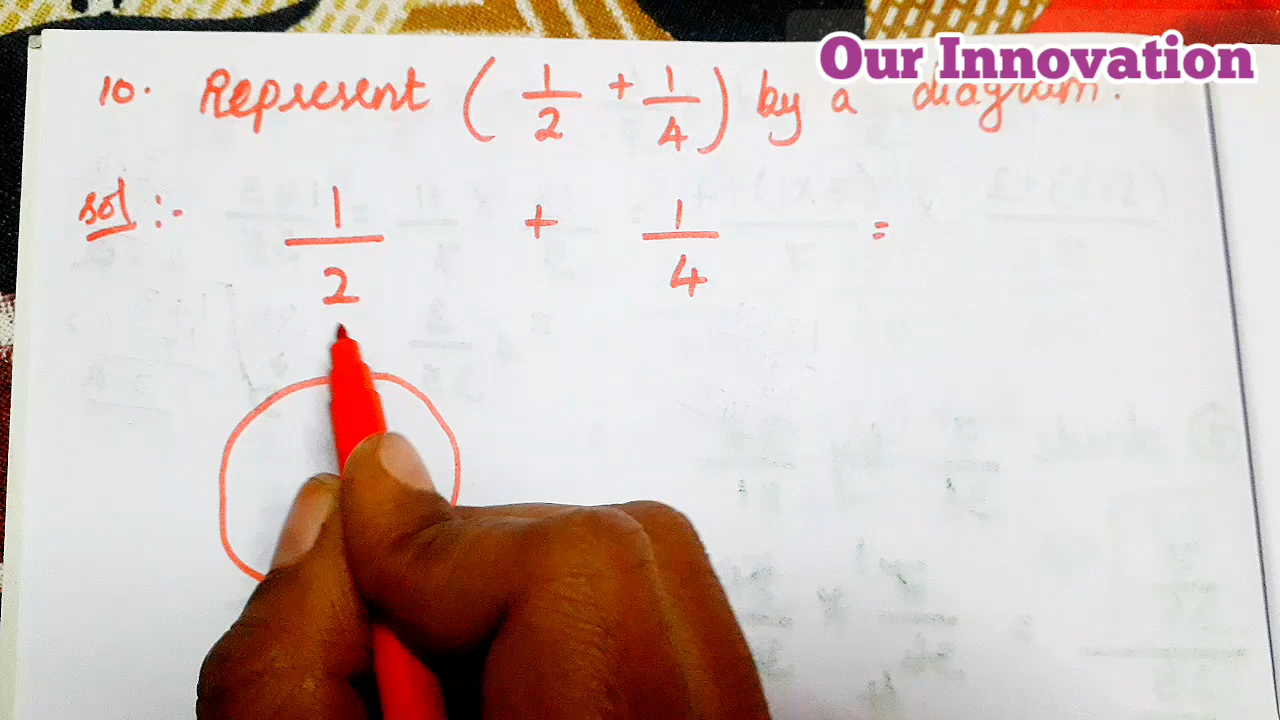 Our Innovation
10. Represent ( 1/2 + 1/4 ) by a diagram.
Sol :- 1/2 + 1/4 =